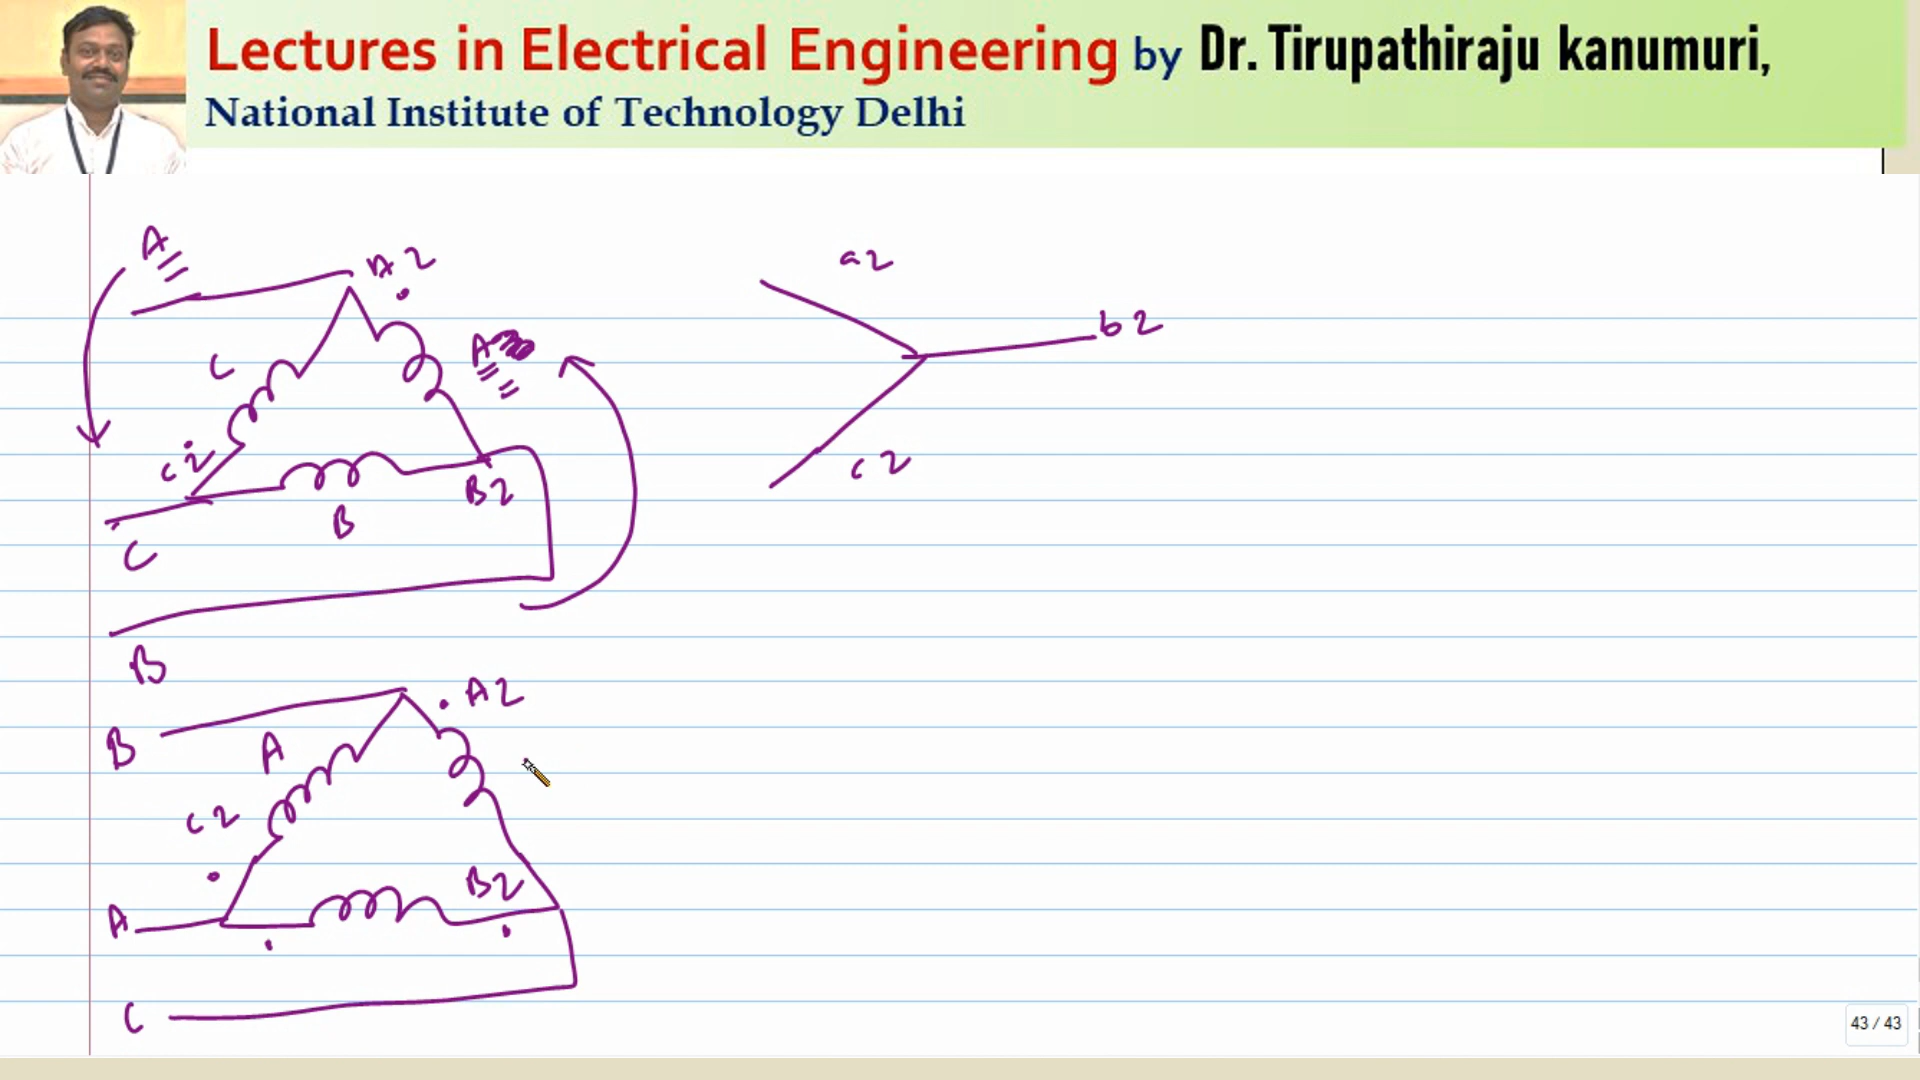 Lectures in Electrical Engineering by Dr. Tirupathiraju kanumuri,
National Institute of Technology Delhi
A
A2
C
A
C2
B2
B
C
B
a2
b2
c2
A2
B
A
C2
B2
A
C
43 / 43